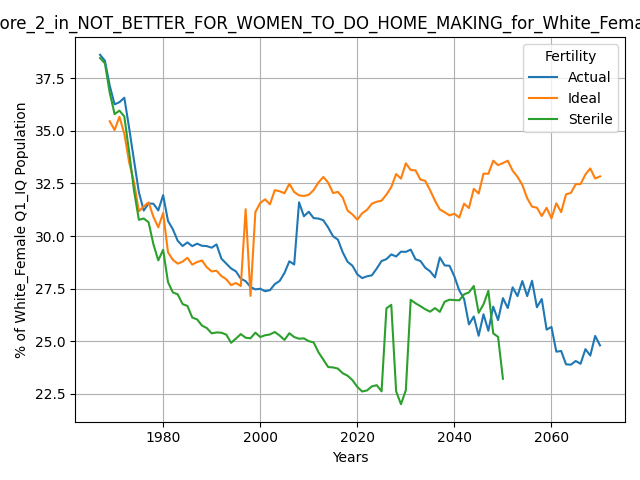 ore_2_in_NOT_BETTER_FOR_WOMEN_TO_DO_HOME_MAKING_for_White_Fema
Fertility
Actual
Ideal
Sterile
% of White_Female Q1_IQ Population
37.5
35.0
32.5
30.0
27.5
25.0
22.5
1980
2000
2020
2040
2060
Years